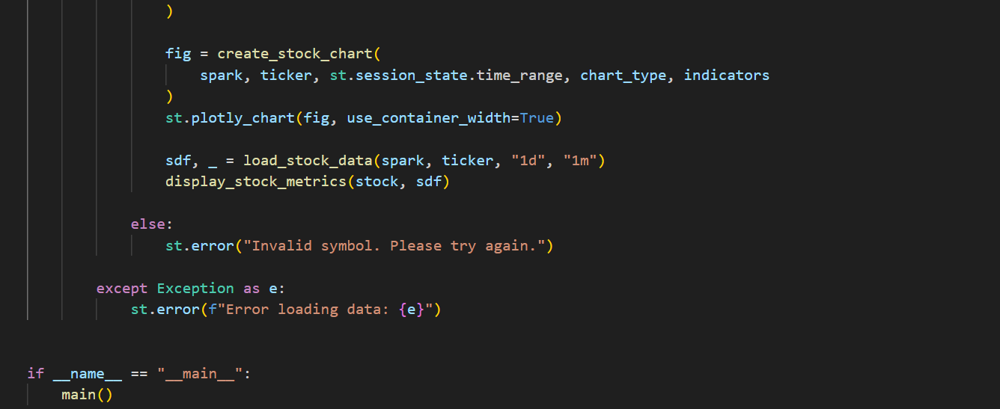 )
fig = create_stock_chart(
spark, ticker, st.session_state.time_range, chart_type, indicators
)
st.plotly_chart(fig, use_container_width=True)
sdf, _ = load_stock_data(spark, ticker, "1d", "1m")
display_stock_metrics(stock, sdf)
else:
st.error("Invalid symbol. Please try again.")
except Exception as e:
st.error(f"Error loading data: {e}")
if __name__ == "__main__":
main()